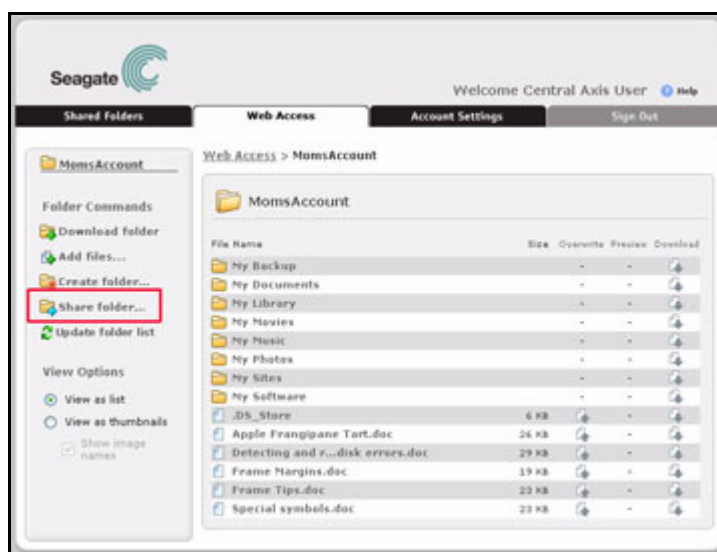 Seagate
Welcome Central Axis User Help
Shared Folders Web Access Account Settings Sign Out
MomsAccount
Web Access > MomsAccount
MomsAccount
Folder Commands
Download folder
Add files...
Create folder...
Share folder...
Update folder list
View Options
View as list
View as thumbnails
Show image
names
File Name Size Overwrite Preview Download
My Backup - -
My Documents - -
My Library - -
My Movies - -
My Music - -
My Photos - -
My Sites - -
My Software - -
.DS_Store 6 KB -
Apple Frangipane Tart.doc 26 KB -
Detecting and r...disk errors.doc 29 KB -
Frame Margins.doc 19 KB -
Frame Tips.doc 23 KB -
Special symbols.doc 23 KB -